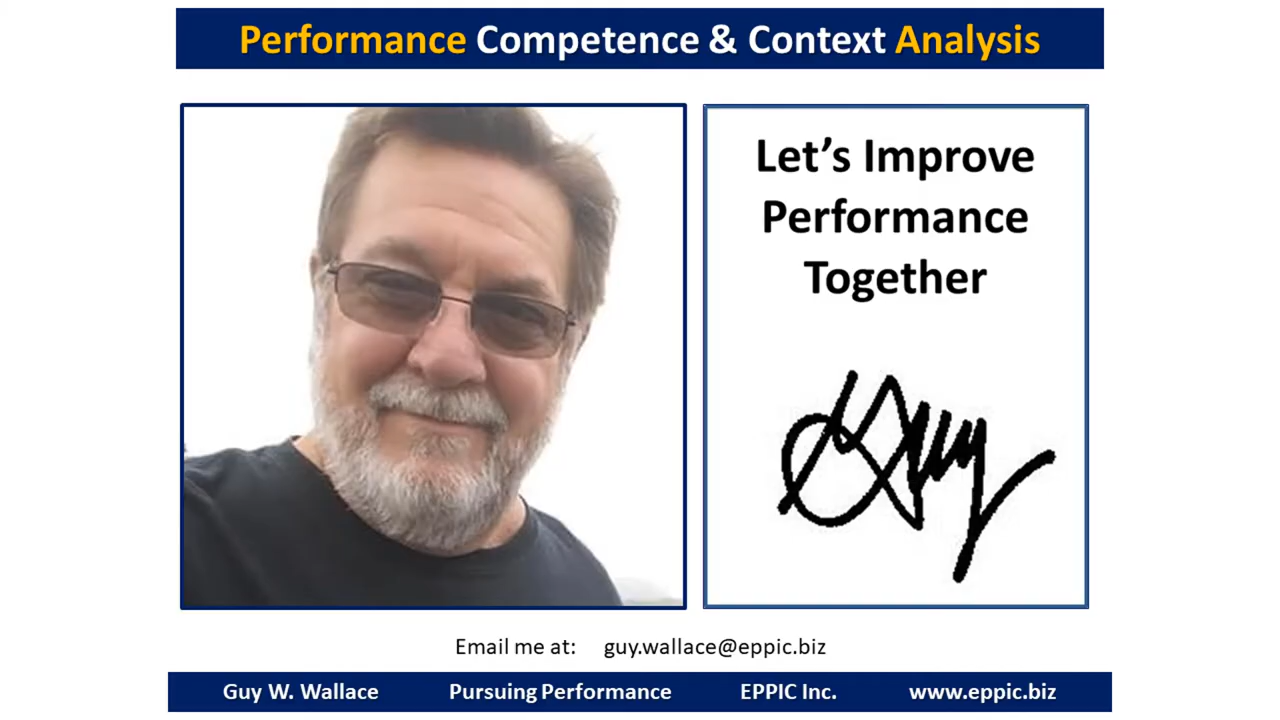 Performance Competence & Context Analysis
Let's Improve
Performance
Together
Guy
Email me at: guy.wallace@eppic.biz
Guy W. Wallace Pursuing Performance EPPIC Inc. www.eppic.biz